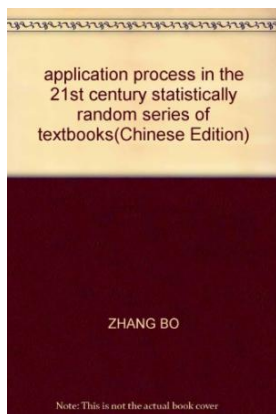 application process in the
21st century statistically
random series of
textbooks(Chinese Edition)
ZHANG BO
Note: This is not the actual book cover